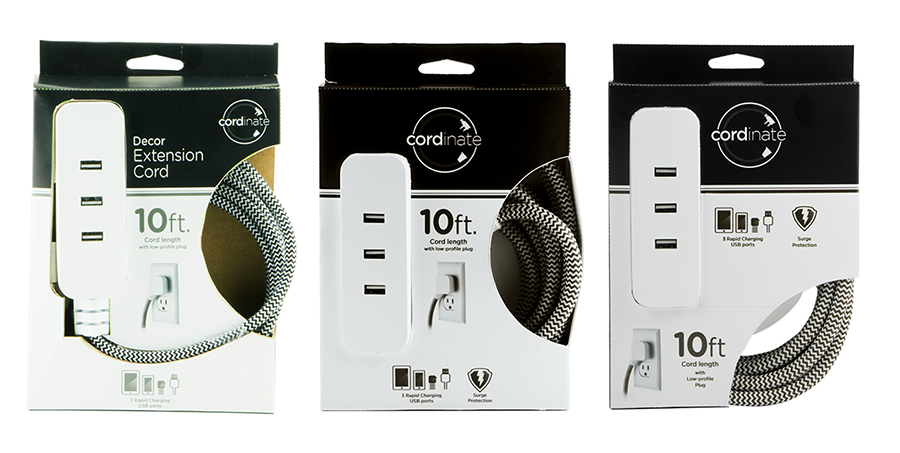 cordinate
Decor
Extension
Cord
10ft.
Cord length
with low-profile plug
3 Rapid Charging
USB ports
cordinate
10ft.
Cord length
with low-profile plug
3 Rapid Charging
USB ports
Surge
Protection
cordinate
3 Rapid Charging
USB ports
Surge
Protection
10ft
Cord length
with
Low-profile
Plug